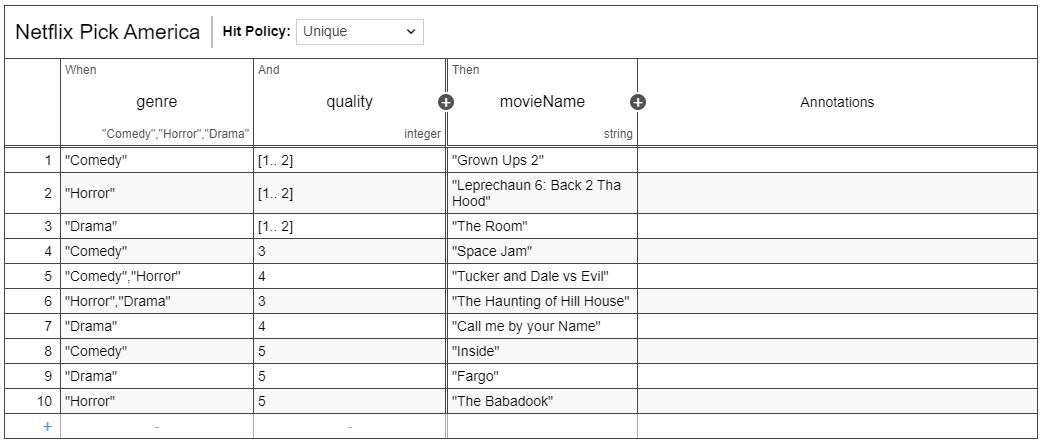 Netflix Pick America Hit Policy: Unique
When And Then
genre quality movieName Annotations
"Comedy","Horror","Drama" integer string
1 "Comedy" [1.. 2] "Grown Ups 2"
2 "Horror" [1.. 2] "Leprechaun 6: Back 2 Tha
Hood"
3 "Drama" [1.. 2] "The Room"
4 "Comedy" 3 "Space Jam"
5 "Comedy","Horror" 4 "Tucker and Dale vs Evil"
6 "Horror","Drama" 3 "The Haunting of Hill House"
7 "Drama" 4 "Call me by your Name"
8 "Comedy" 5 "Inside"
9 "Drama" 5 "Fargo"
10 "Horror" 5 "The Babadook"
+ - -